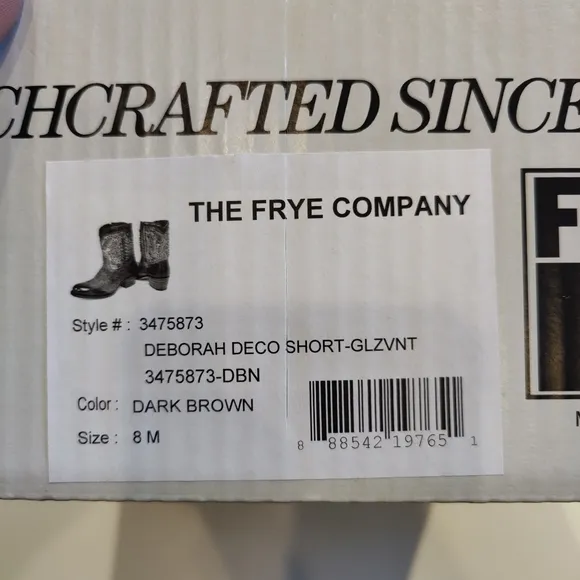 CHCRAFTED SINCE
THE FRYE COMPANY
Style # : 3475873
DEBORAH DECO SHORT-GLZVNT
3475873-DBN
Color : DARK BROWN
Size : 8 M
8 88542 19765 1
F